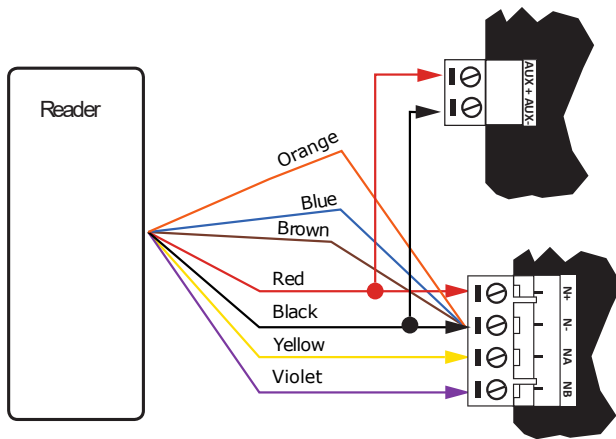 Reader
AUX + AUX-
Orange
Blue
Brown
Red
Black
Yellow
Violet
N+
N-
NA
NB